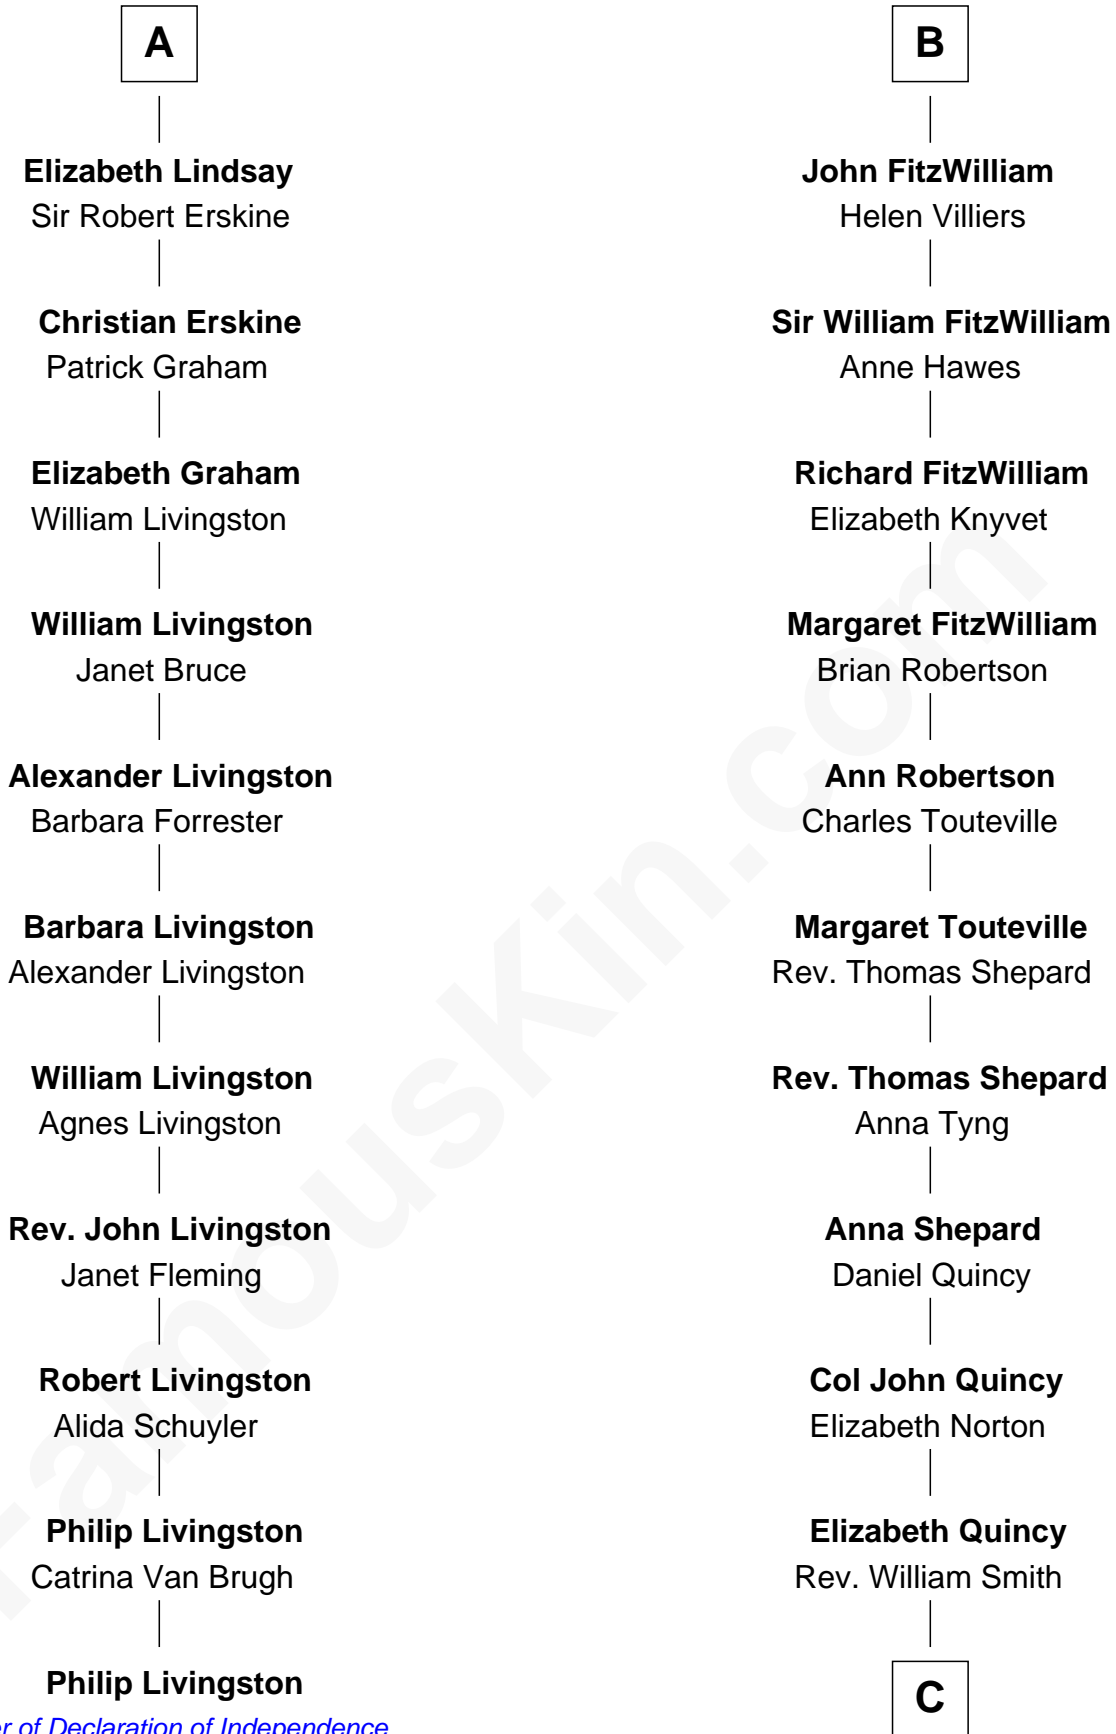 A
Elizabeth Lindsay
Sir Robert Erskine
Christian Erskine
Patrick Graham
Elizabeth Graham
William Livingston
William Livingston
Janet Bruce
Alexander Livingston
Barbara Forrester
Barbara Livingston
Alexander Livingston
William Livingston
Agnes Livingston
Rev. John Livingston
Janet Fleming
Robert Livingston
Alida Schuyler
Philip Livingston
Catrina Van Brugh
Philip Livingston
of Declaration of Independence
B
John FitzWilliam
Helen Villiers
Sir William FitzWilliam
Anne Hawes
Richard FitzWilliam
Elizabeth Knyvet
Margaret FitzWilliam
Brian Robertson
Ann Robertson
Charles Touteville
Margaret Touteville
Rev. Thomas Shepard
Rev. Thomas Shepard
Anna Tyng
Anna Shepard
Daniel Quincy
Col John Quincy
Elizabeth Norton
Elizabeth Quincy
Rev. William Smith
C
FamousKin.com